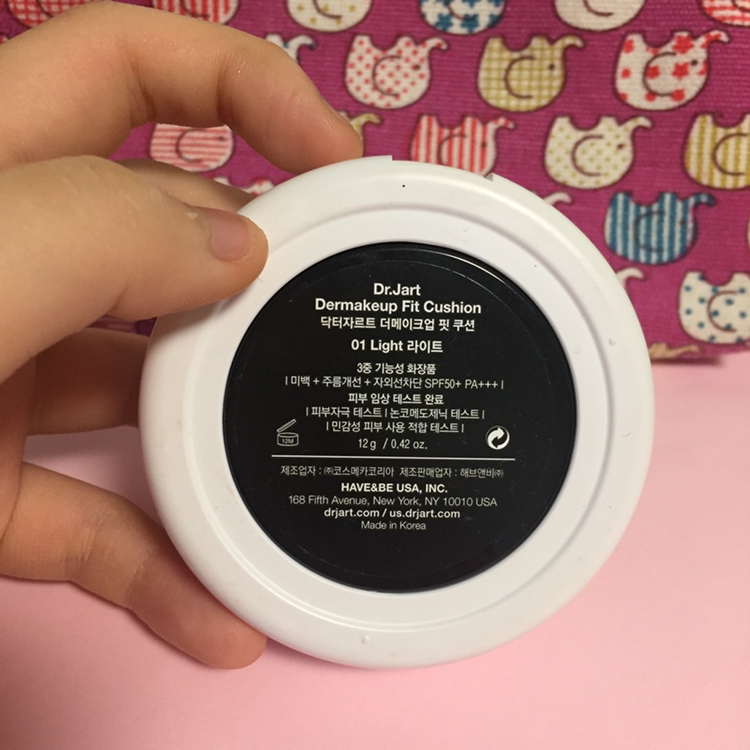 Dr.Jart
Dermakeup Fit Cushion
닥터자르트 더메이크업 핏 쿠션
01 Light 라이트
3중 기능성 화장품
| 미백 + 주름개선 + 자외선차단 SPF50+ PA+++ |
피부 임상 테스트 완료
| 피부자극 테스트 | 논코메도제닉 테스트 |
| 민감성 피부 사용 적합 테스트 |
12M
12 g / 0.42 oz.
제조업자 : ㈜코스메카코리아 제조판매업자 : 해브앤비㈜
HAVE&BE USA, INC.
168 Fifth Avenue, New York, NY 10010 USA
drjart.com / us.drjart.com
Made in Korea